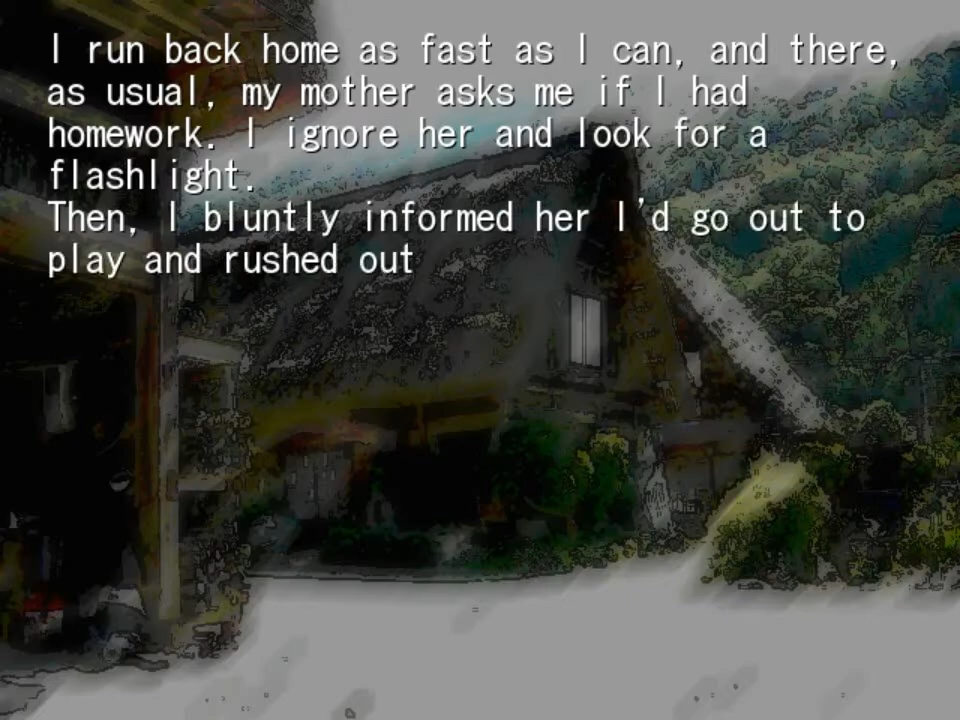 I run back home as fast as I can, and there,
as usual, my mother asks me if I had
homework. I ignore her and look for a
flashlight.
Then, I bluntly informed her I'd go out to
play and rushed out